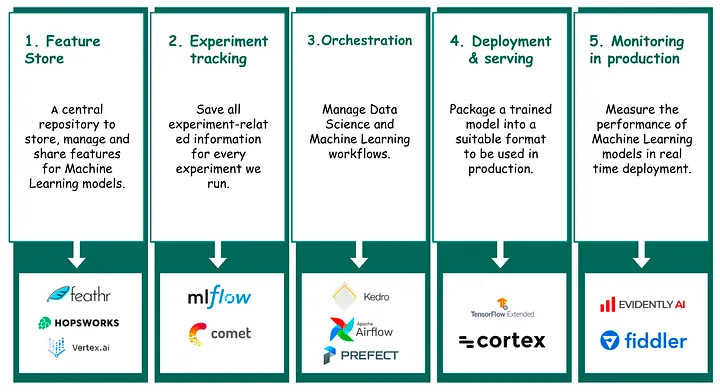 1. Feature
Store
A central
repository to
store, manage and
share features
for Machine
Learning models.
feathr
HOPSWORKS
Vertex.ai
2. Experiment
tracking
Save all
experiment-relat
ed information
for every
experiment we
run.
mlflow
comet
3.Orchestration
Manage Data
Science and
Machine Learning
workflows.
Kedro
Apache
Airflow
PREFECT
4. Deployment
& serving
Package a trained
model into a
suitable format
to be used in
production.
TensorFlow Extended
cortex
5. Monitoring
in production
Measure the
performance of
Machine Learning
models in real
time deployment.
EVIDENTLY AI
fiddler